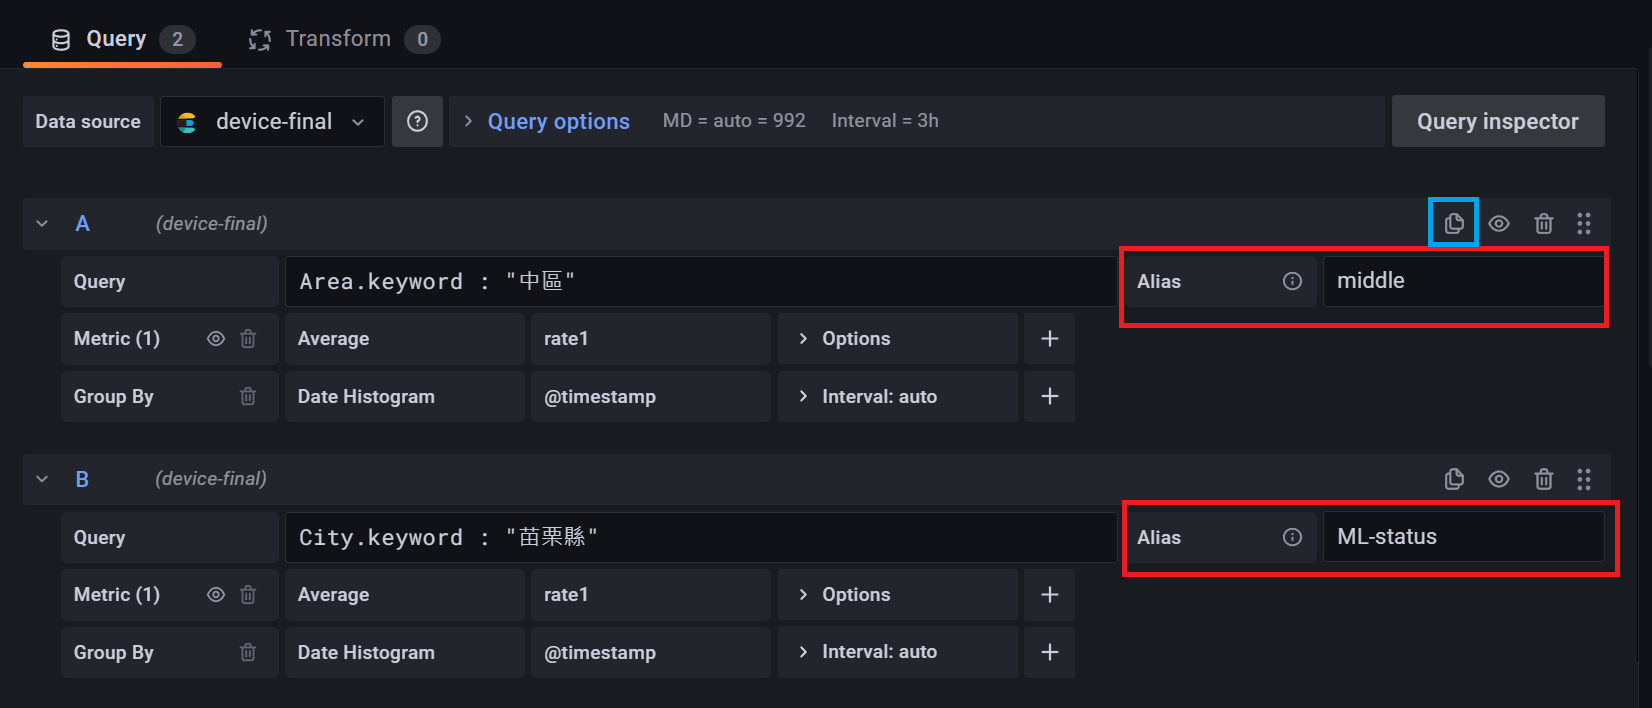 Query 2 Transform 0
Data source device-final Query options MD = auto = 992 Interval = 3h Query inspector
A (device-final)
Query Area.keyword : "中區" Alias middle
Metric (1) Average rate1 Options +
Group By Date Histogram @timestamp Interval: auto +
B (device-final)
Query City.keyword : "苗栗縣" Alias ML-status
Metric (1) Average rate1 Options +
Group By Date Histogram @timestamp Interval: auto +